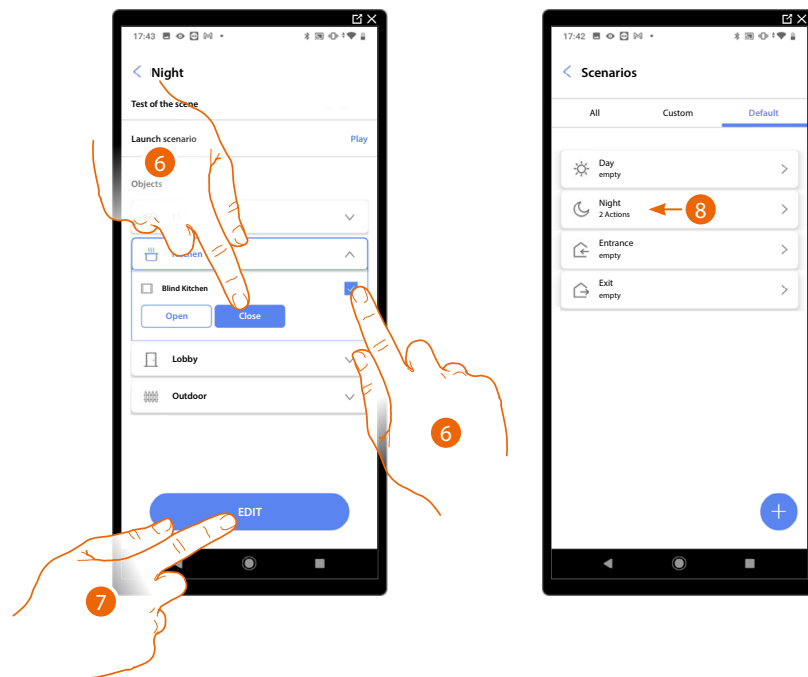 17:43
Night
Test of the scene
Launch scenario
Play
6
Objects
Blind Kitchen
Open
Close
Lobby
Outdoor
6
EDIT
7
17:42
Scenarios
All
Custom
Default
Day
empty
Night
2 Actions
8
Entrance
empty
Exit
empty